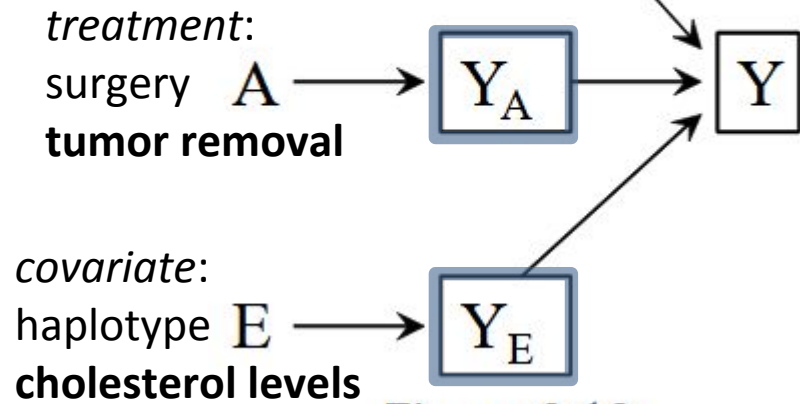 treatment:
surgery A Y_A Y
tumor removal
covariate:
haplotype E Y_E
cholesterol levels